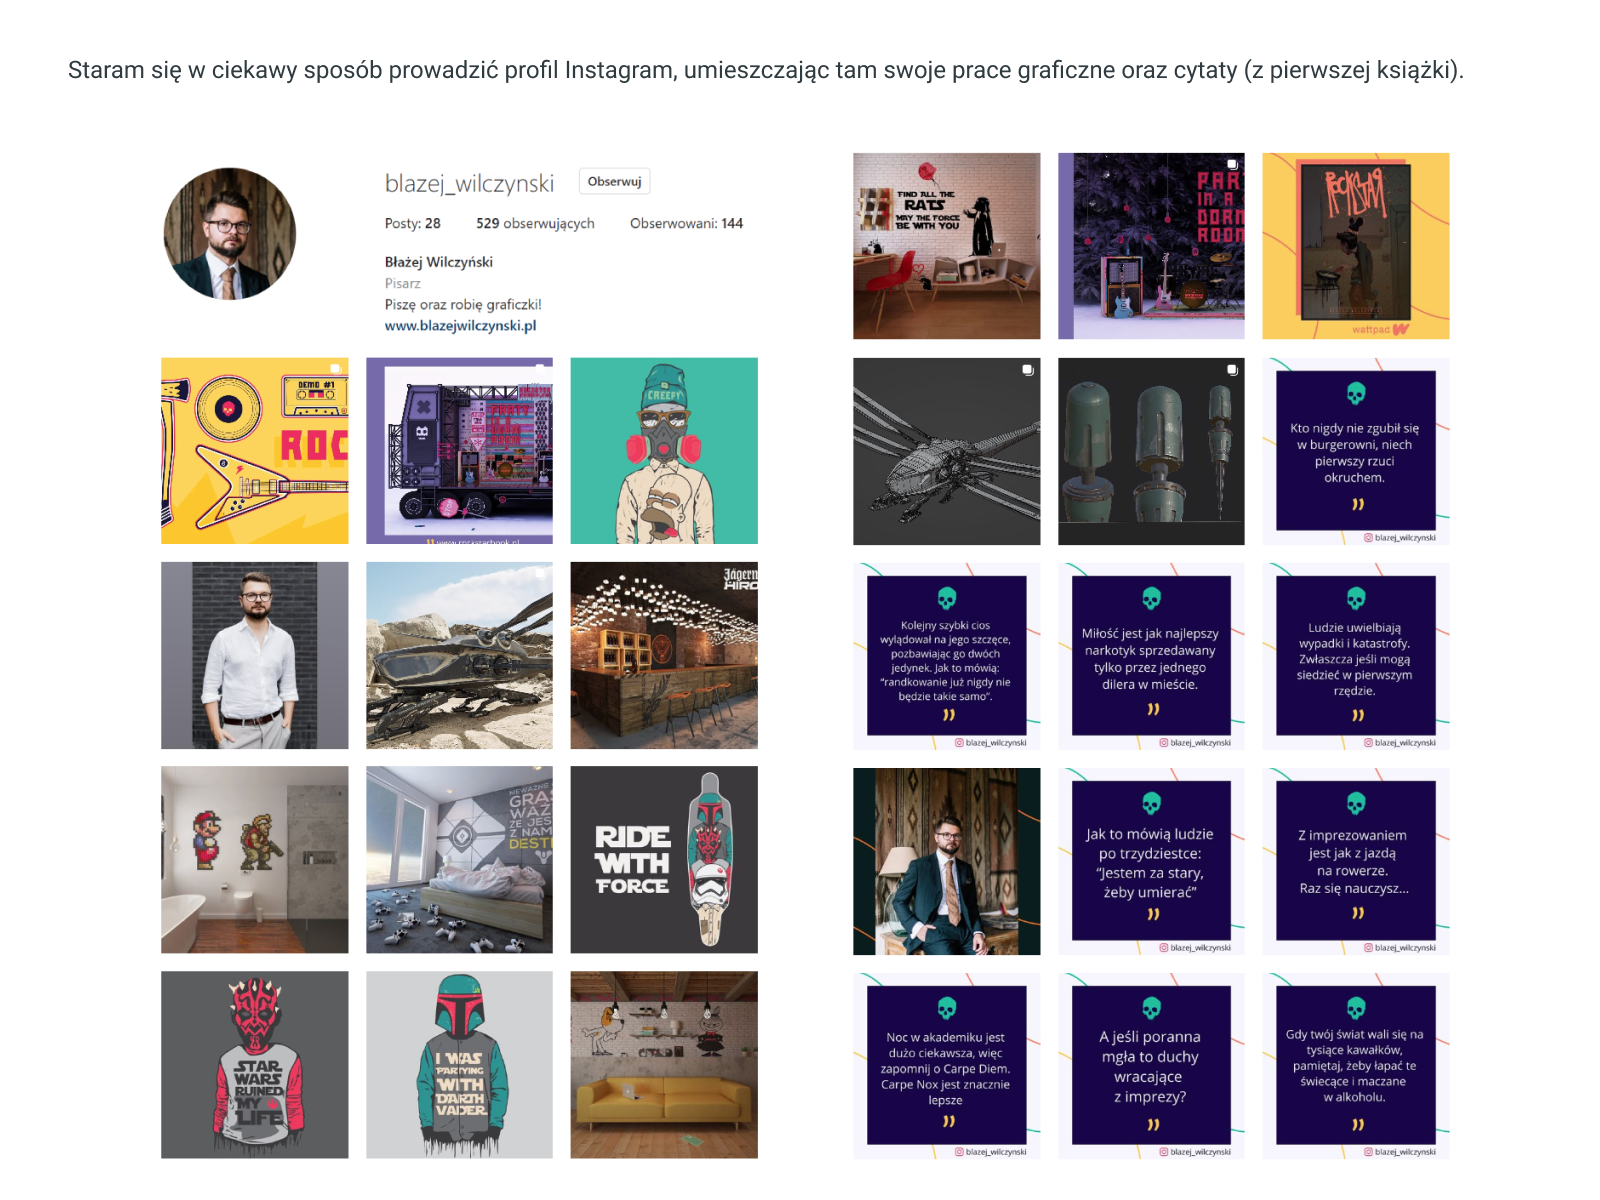 Staram się w ciekawy sposób prowadzić profil Instagram, umieszczając tam swoje prace graficzne oraz cytaty (z pierwszej książki).
blazej_wilczynski
Obserwuj
Posty: 28 529 obserwujących Obserwowani: 144
Błażej Wilczyński
Pisarz
Piszę oraz robię graficzki!
www.blazejwilczynski.pl
DEMO #1
ROC
PARTY
www.rockstarbook.pl
CREEPY
Jägerm
HIRO
NIEWAŻNE
GRAS
WAŻ
ŻE JES
Z NAM
DESTI
RIDE
WITH
FORCE
STAR
WARS
RUINED
MY
LIFE
I WAS
PARTYING
WITH
DARTH
VADER
FIND ALL THE
RATS
MAY THE FORCE
BE WITH YOU
PAR
IN A
DORM
ROOM
ROCKSTAR
wattpad
Kto nigdy nie zgubił się
w burgerowni, niech
pierwszy rzuci
okruchem.
blazej_wilczynski
Kolejny szybki cios
wylądował na jego szczęce,
pozbawiając go dwóch
jedynek. Jak to mówią:
"randkowanie już nigdy nie
będzie takie samo".
blazej_wilczynski
Miłość jest jak najlepszy
narkotyk sprzedawany
tylko przez jednego
dilera w mieście.
blazej_wilczynski
Ludzie uwielbiają
wypadki i katastrofy.
Zwłaszcza jeśli mogą
siedzieć w pierwszym
rzędzie.
blazej_wilczynski
Jak to mówią ludzie
po trzydziestce:
"Jestem za stary,
żeby umierać"
blazej_wilczynski
Z imprezowaniem
jest jak z jazdą
na rowerze.
Raz się nauczysz...
blazej_wilczynski
Noc w akademiku jest
dużo ciekawsza, więc
zapomnij o Carpe Diem.
Carpe Nox jest znacznie
lepsze
blazej_wilczynski
A jeśli poranna
mgła to duchy
wracające
z imprezy?
blazej_wilczynski
Gdy twój świat wali się na
tysiące kawałków,
pamiętaj, żeby łapać te
świecące i maczane
w alkoholu.
blazej_wilczynski